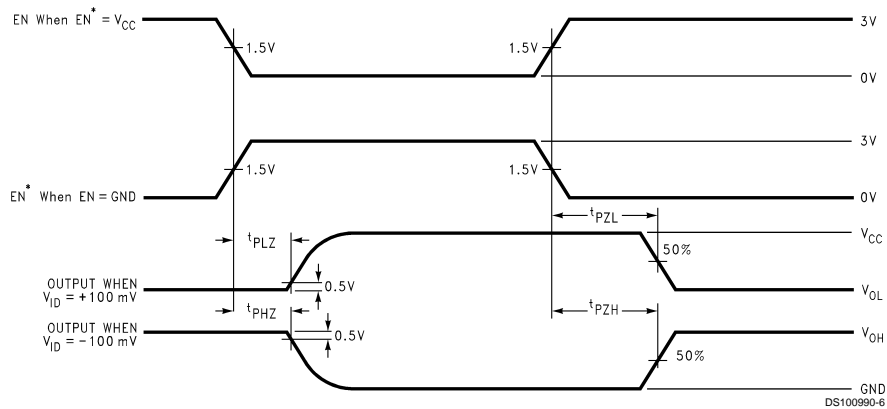 EN When EN* = VCC
1.5V
1.5V
3V
0V
3V
1.5V
1.5V
EN* When EN = GND
0V
tPZL
VCC
tPLZ
50%
OUTPUT WHEN
VID = +100 mV
0.5V
VOL
tPHZ
tPZH
OUTPUT WHEN
VID = −100 mV
0.5V
VOH
50%
GND
DS100990-6